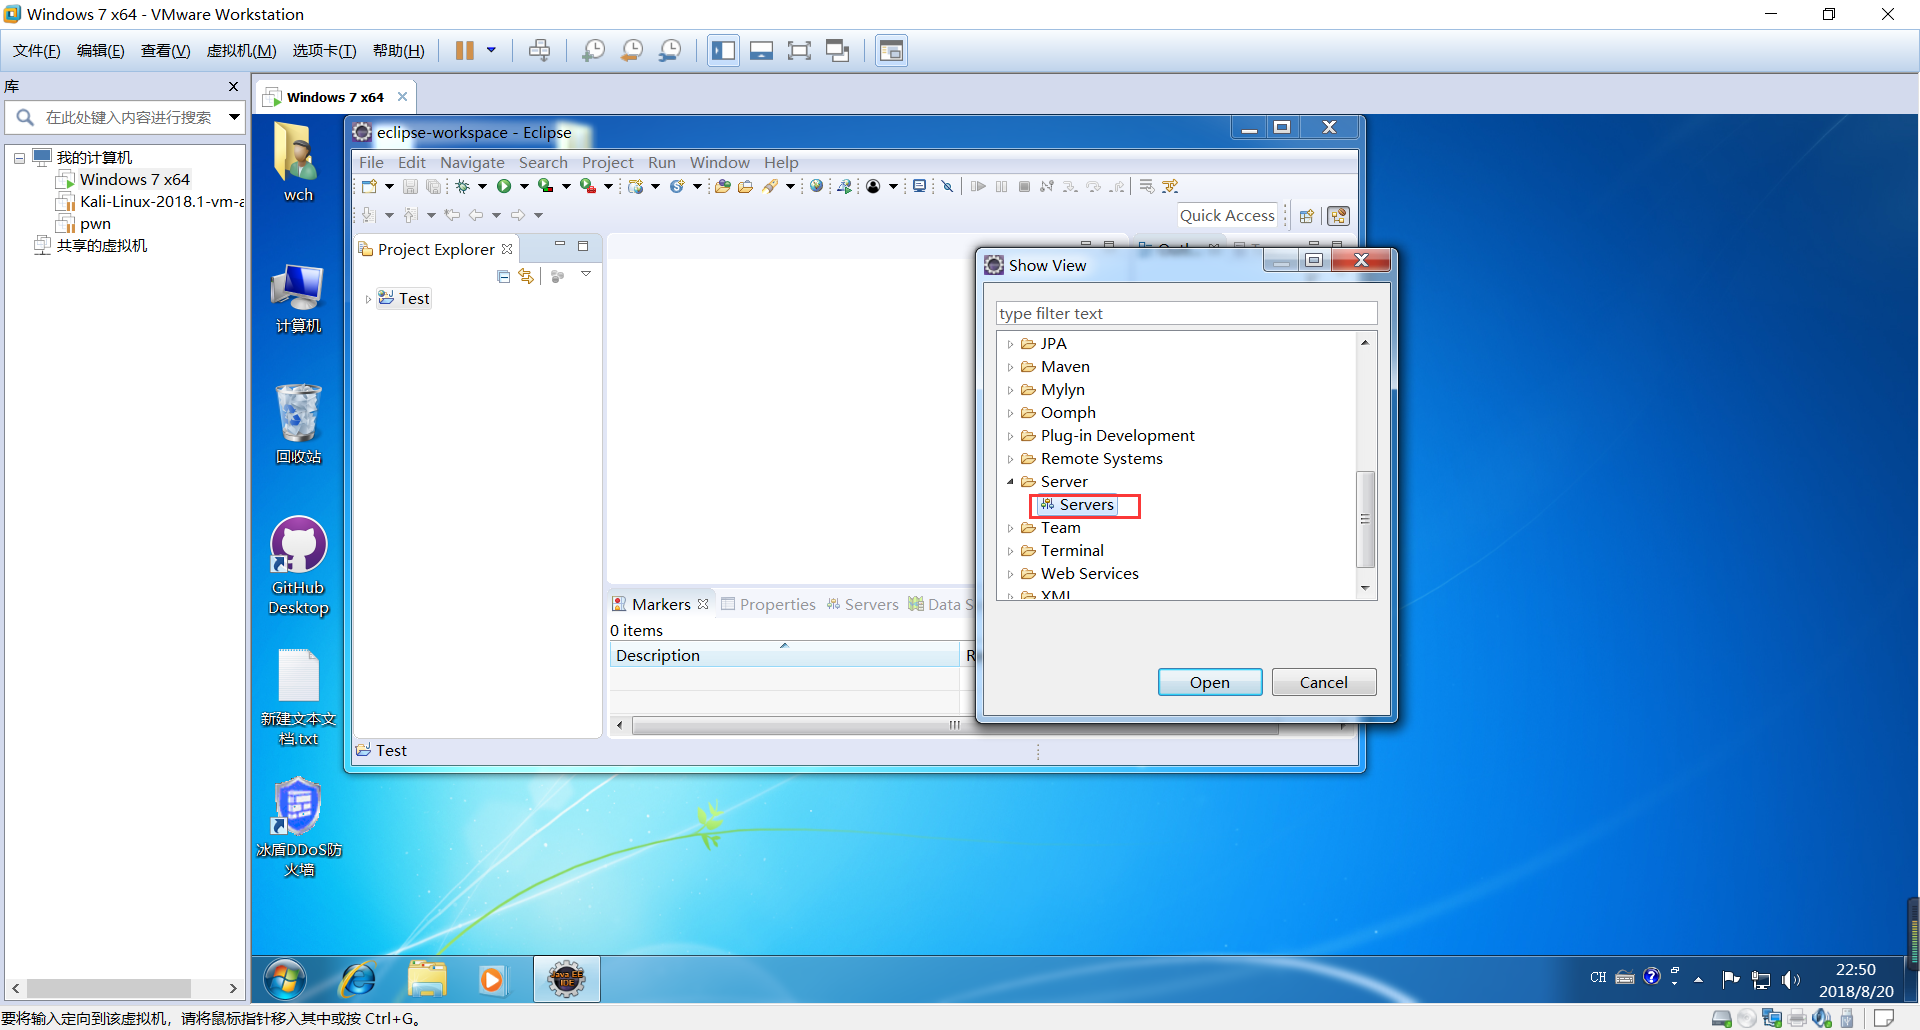 Windows 7 x64 - VMware Workstation
文件(F) 编辑(E) 查看(V) 虚拟机(M) 选项卡(T) 帮助(H)
库
在此处键入内容进行搜索
我的计算机
Windows 7 x64
Kali-Linux-2018.1-vm-a
pwn
共享的虚拟机
Windows 7 x64
wch
计算机
回收站
GitHub
Desktop
新建文本文
档.txt
冰盾DDoS防
火墙
eclipse-workspace - Eclipse
File Edit Navigate Search Project Run Window Help
Quick Access
Project Explorer
Test
Markers Properties Servers Data S
0 items
Description R
Test
Show View
type filter text
JPA
Maven
Mylyn
Oomph
Plug-in Development
Remote Systems
Server
Servers
Team
Terminal
Web Services
XML
Open Cancel
Java EE
IDE
CH
22:50
2018/8/20
要将输入定向到该虚拟机，请将鼠标指针移入其中或按 Ctrl+G。